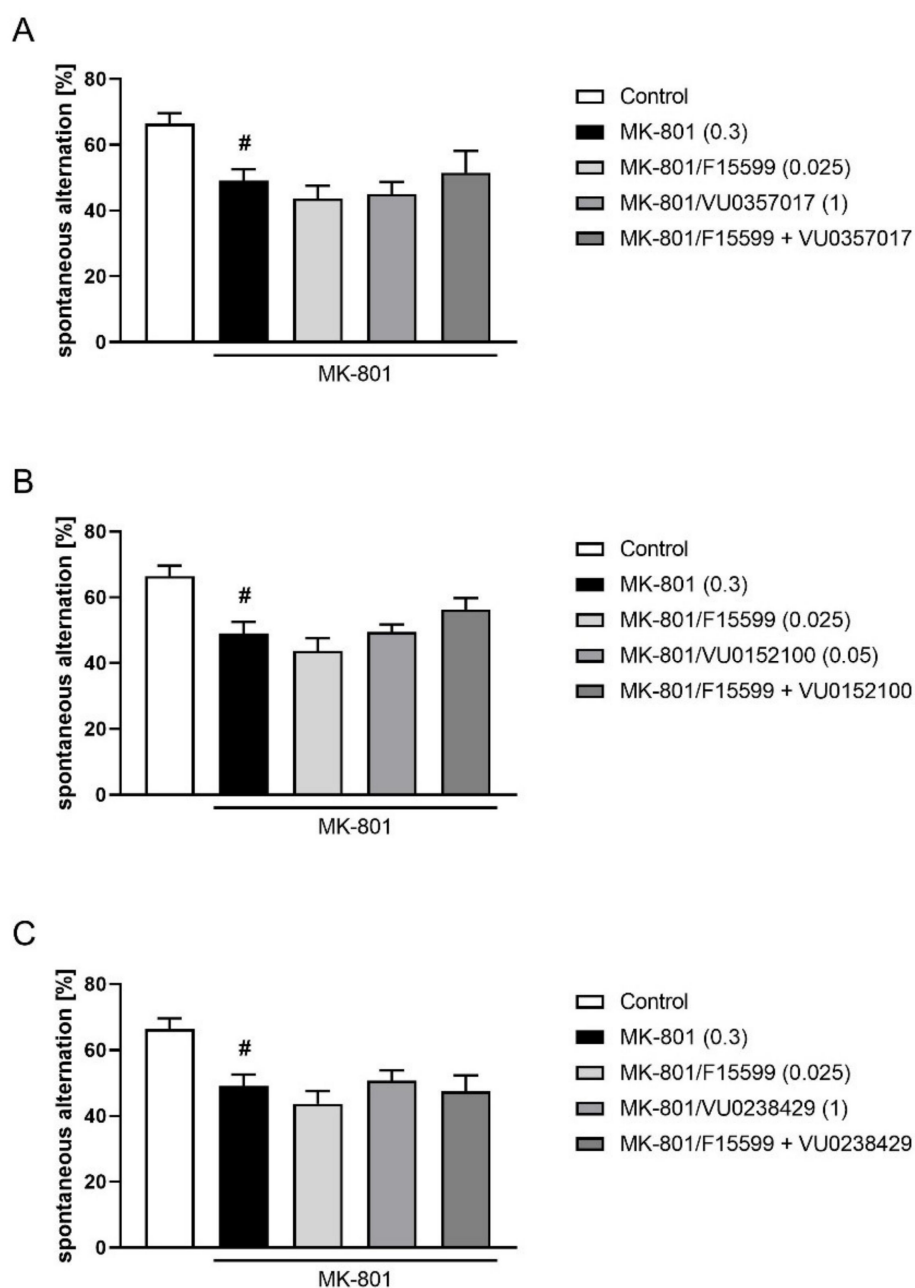 A
spontaneous alternation [%]
80
60
40
20
0
#
MK-801
Control
MK-801 (0.3)
MK-801/F15599 (0.025)
MK-801/VU0357017 (1)
MK-801/F15599 + VU0357017
B
spontaneous alternation [%]
80
60
40
20
0
#
MK-801
Control
MK-801 (0.3)
MK-801/F15599 (0.025)
MK-801/VU0152100 (0.05)
MK-801/F15599 + VU0152100
C
spontaneous alternation [%]
80
60
40
20
0
#
MK-801
Control
MK-801 (0.3)
MK-801/F15599 (0.025)
MK-801/VU0238429 (1)
MK-801/F15599 + VU0238429